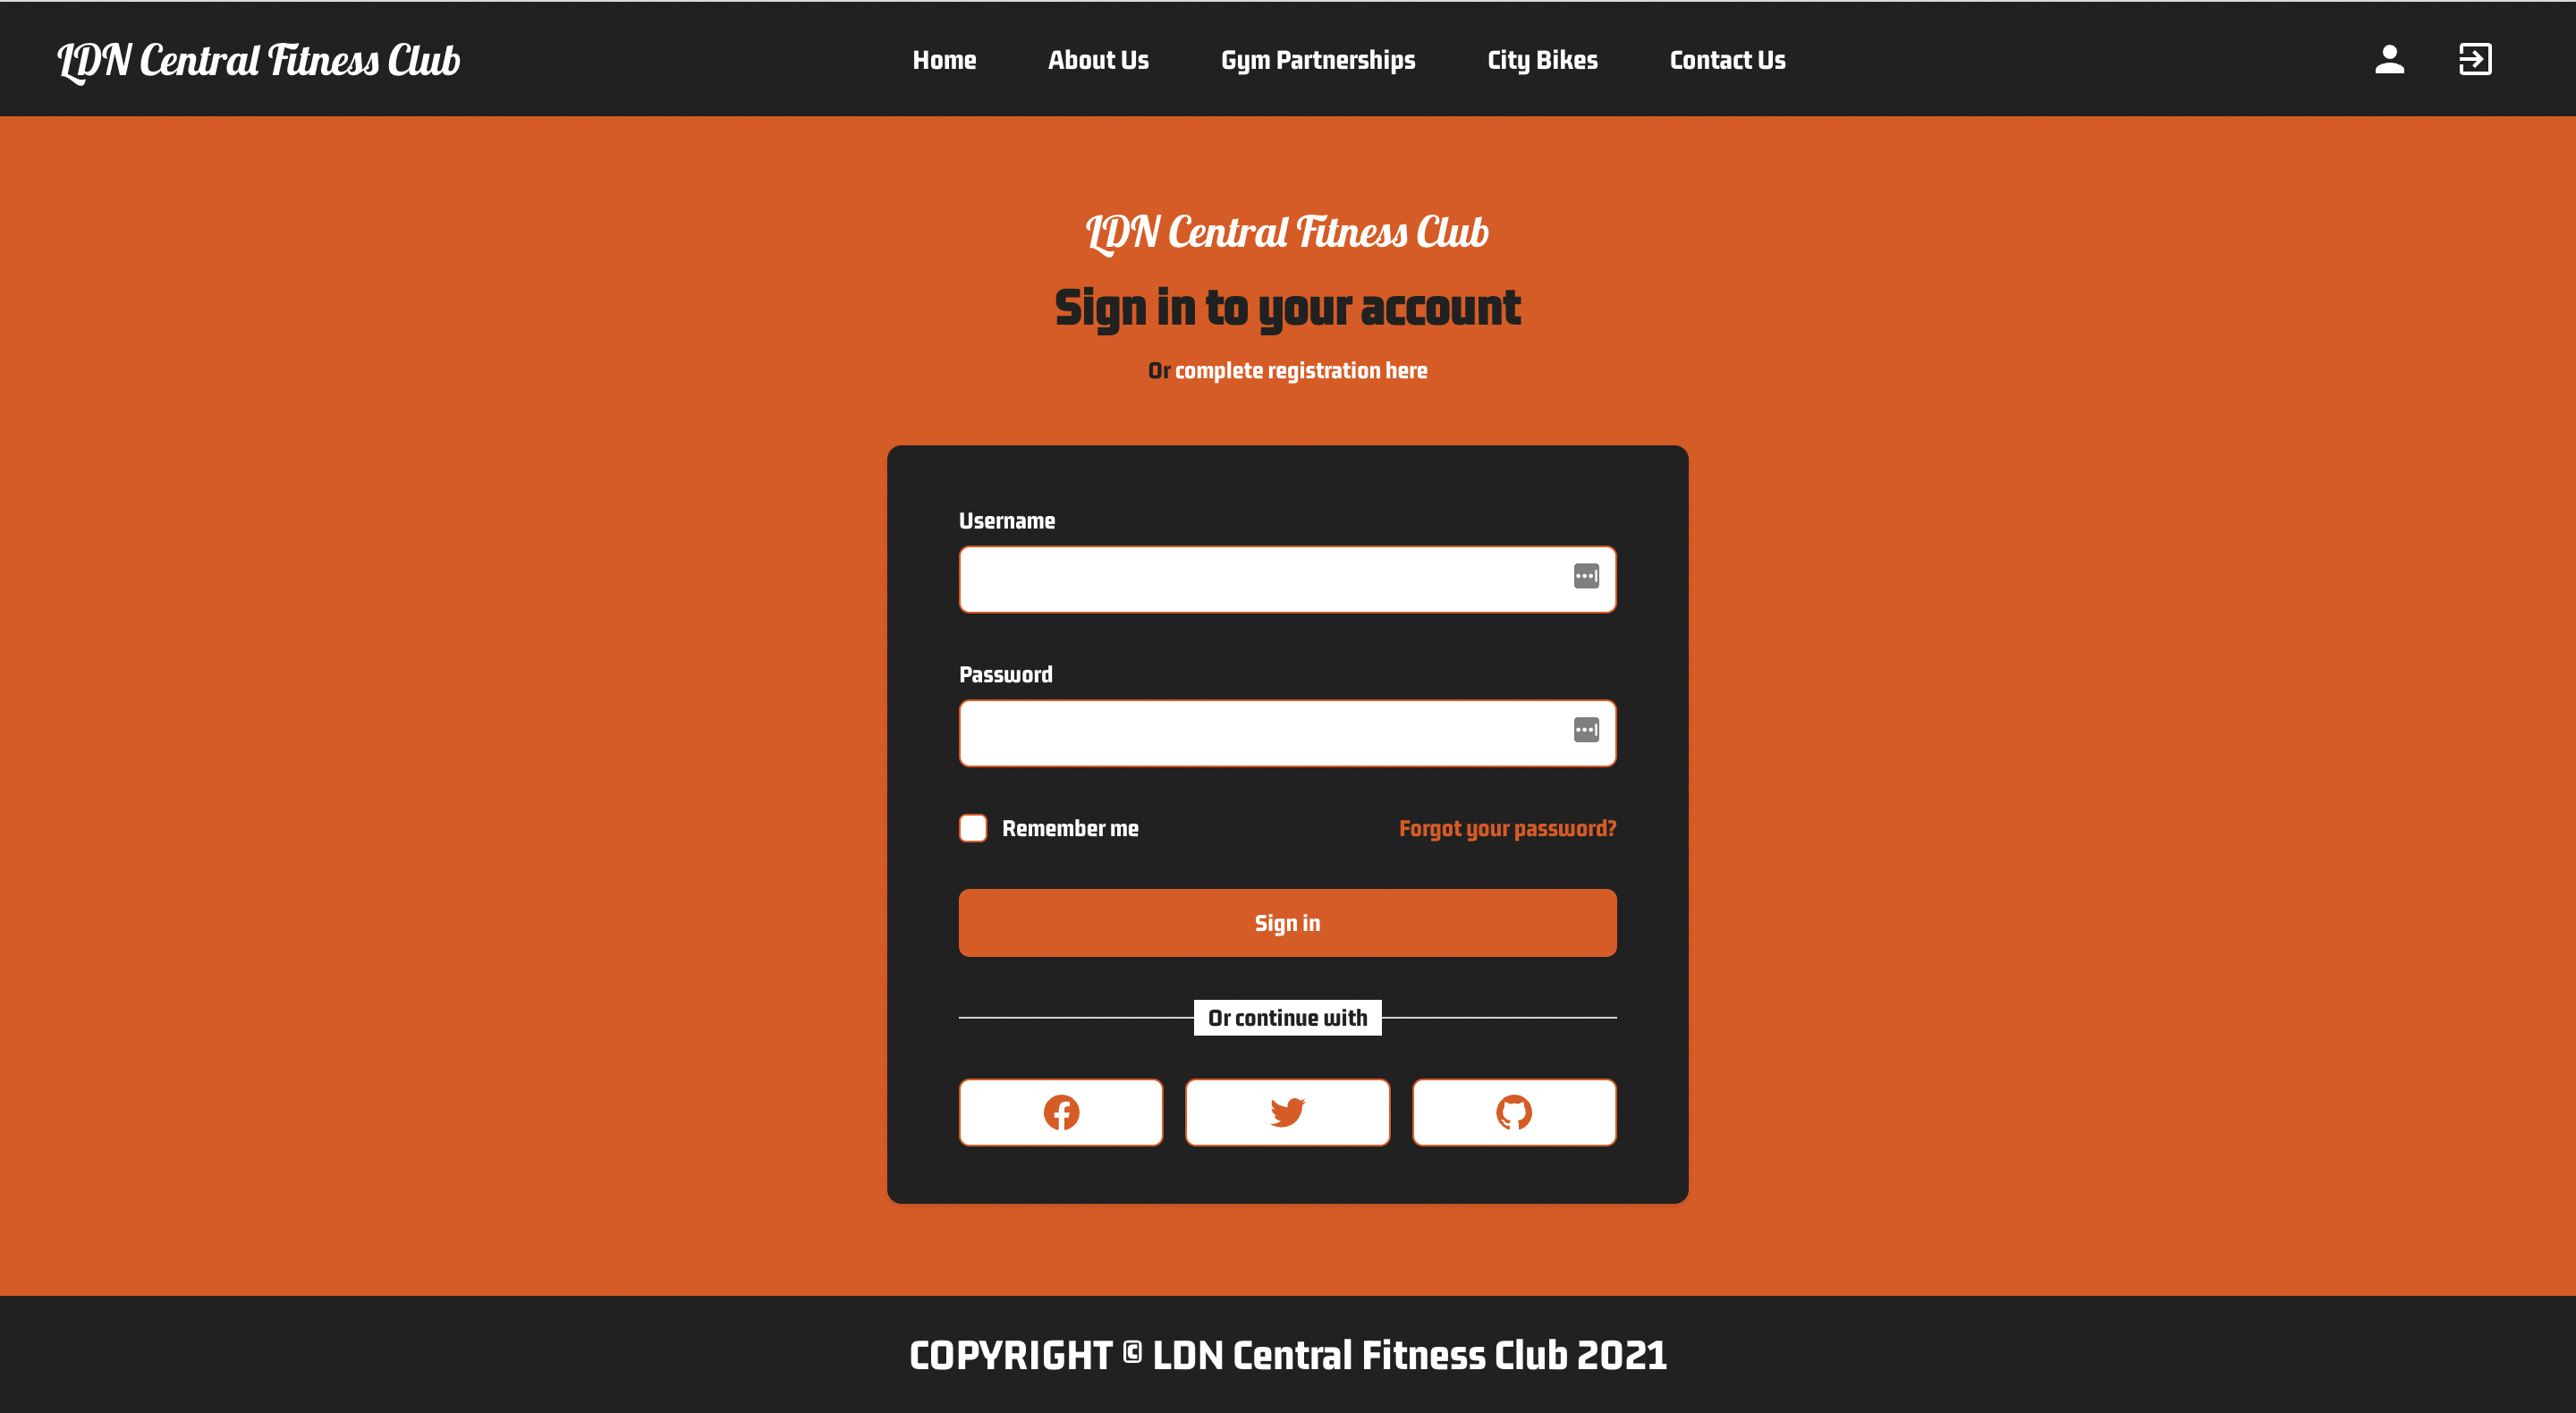 LDN Central Fitness Club
Home About Us Gym Partnerships City Bikes Contact Us
LDN Central Fitness Club
Sign in to your account
Or complete registration here
Username
Password
Remember me Forgot your password?
Sign in
Or continue with
COPYRIGHT © LDN Central Fitness Club 2021